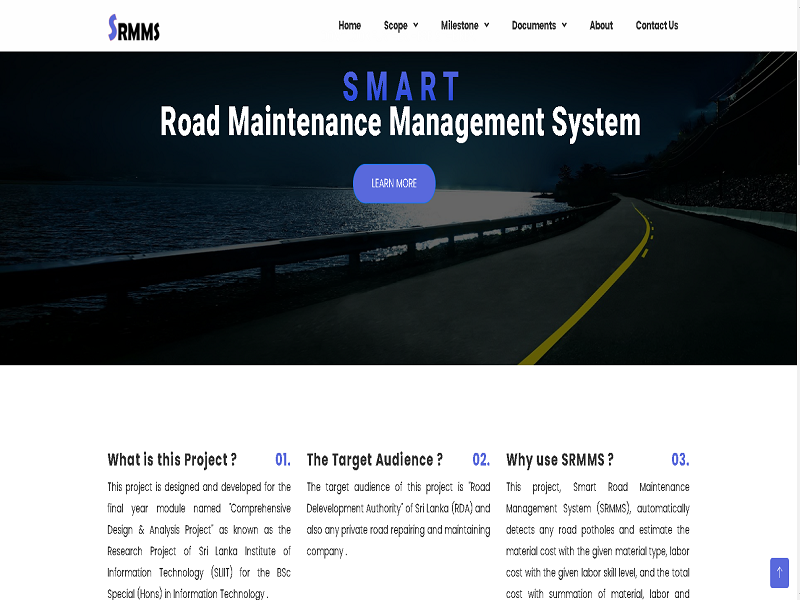 SRMMS
Home Scope Milestone Documents About Contact Us
SMART
Road Maintenance Management System
LEARN MORE
What is this Project ? 01.
This project is designed and developed for the
final year module named "Comprehensive
Design & Analysis Project" as known as the
Research Project of Sri Lanka Institute of
Information Technology (SLIIT) for the BSc
Special (Hons) in Information Technology .
The Target Audience ? 02.
The target audience of this project is "Road
Delevelopment Authority" of Sri Lanka (RDA) and
also any private road repairing and maintaining
company .
Why use SRMMS ? 03.
This project, Smart Road Maintenance
Management System (SRMMS), automatically
detects any road potholes and estimate the
material cost with the given material type, labor
cost with the given labor skill level, and the total
cost with summation of material, labor and